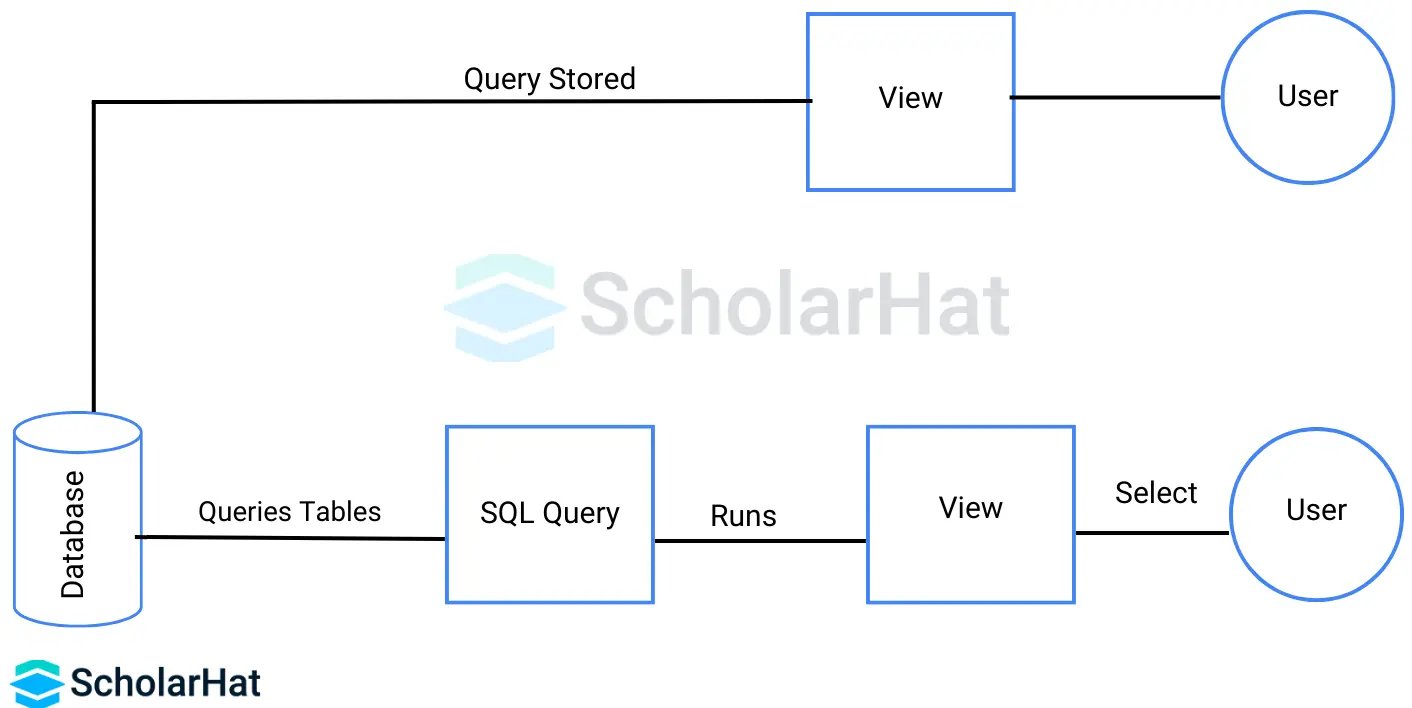 Query Stored
View
User
ScholarHat
Database
Queries Tables
SQL Query
Runs
View
Select
User
ScholarHat